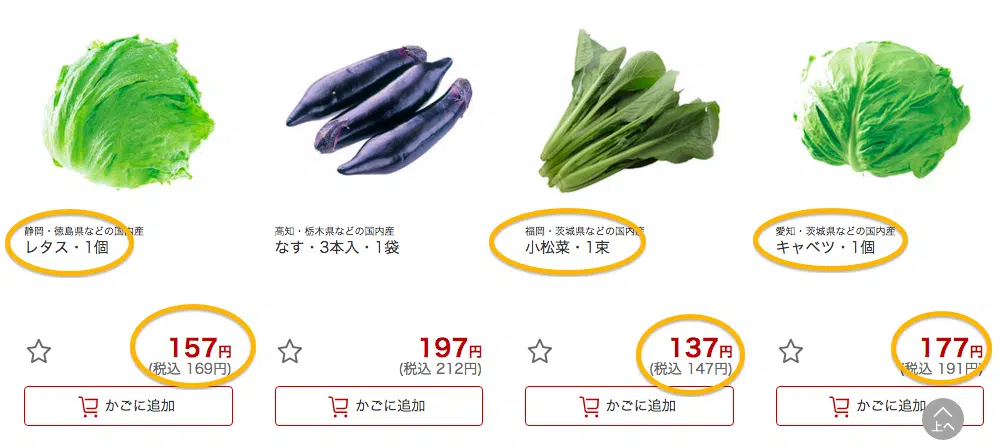 静岡・徳島県などの国内産
レタス・1個
157円
(税込 169円)
かごに追加
高知・栃木県などの国内産
なす・3本入・1袋
197円
(税込 212円)
かごに追加
福岡・茨城県などの国内産
小松菜・1束
137円
(税込 147円)
かごに追加
愛知・茨城県などの国内産
キャベツ・1個
177円
(税込 191円)
かごに追加
上へ